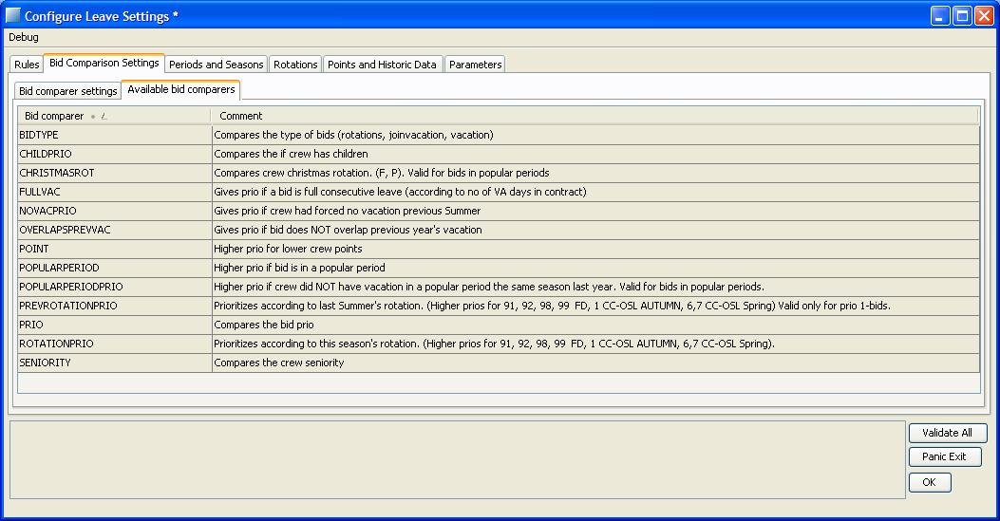 Configure Leave Settings *
Debug
Rules Bid Comparison Settings Periods and Seasons Rotations Points and Historic Data Parameters
Bid comparer settings Available bid comparers
Bid comparer Comment
BIDTYPE Compares the type of bids (rotations, joinvacation, vacation)
CHILDPRIO Compares the if crew has children
CHRISTMASROT Compares crew christmas rotation. (F, P). Valid for bids in popular periods
FULLVAC Gives prio if a bid is full consecutive leave (according to no of VA days in contract)
NOVACPRIO Gives prio if crew had forced no vacation previous Summer
OVERLAPSPREVVAC Gives prio if bid does NOT overlap previous year's vacation
POINT Higher prio for lower crew points
POPULARPERIOD Higher prio if bid is in a popular period
POPULARPERIODPRIO Higher prio if crew did NOT have vacation in a popular period the same season last year. Valid for bids in popular periods.
PREVROTATIONPRIO Prioritizes according to last Summer's rotation. (Higher prios for 91, 92, 98, 99 FD, 1 CC-OSL AUTUMN, 6,7 CC-OSL Spring) Valid only for prio 1-bids.
PRIO Compares the bid prio
ROTATIONPRIO Prioritizes according to this season's rotation. (Higher prios for 91, 92, 98, 99 FD, 1 CC-OSL AUTUMN, 6,7 CC-OSL Spring).
SENIORITY Compares the crew seniority
Validate All
Panic Exit
OK